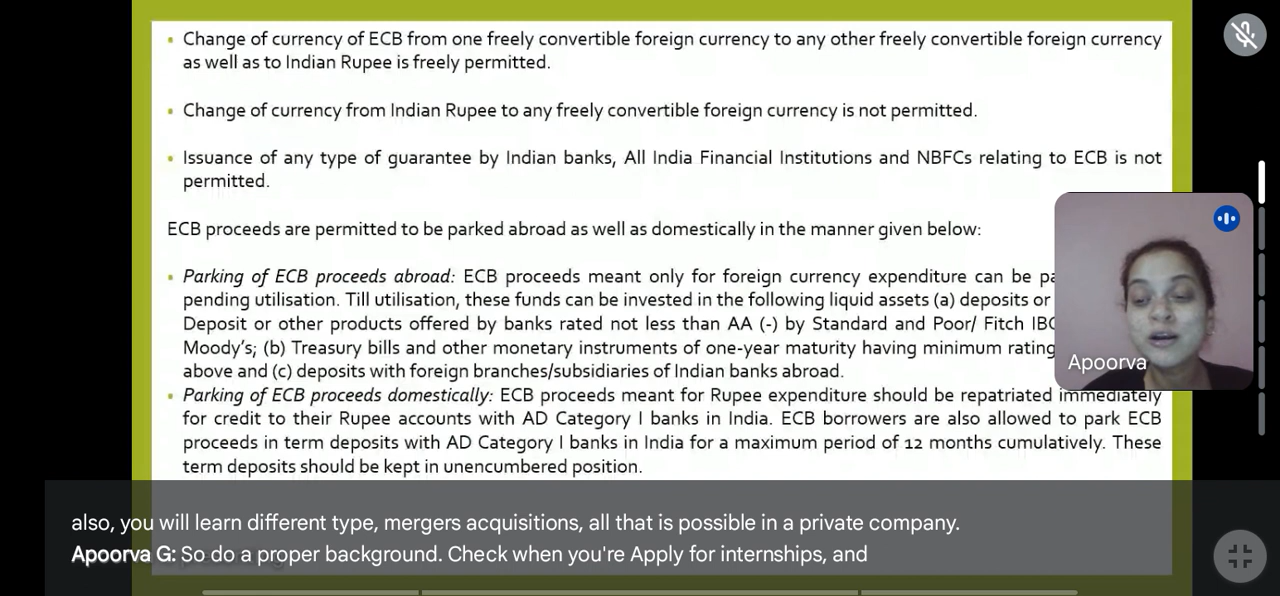 Change of currency of ECB from one freely convertible foreign currency to any other freely convertible foreign currency
as well as to Indian Rupee is freely permitted.
Change of currency from Indian Rupee to any freely convertible foreign currency is not permitted.
Issuance of any type of guarantee by Indian banks, All India Financial Institutions and NBFCs relating to ECB is not
permitted.
ECB proceeds are permitted to be parked abroad as well as domestically in the manner given below:
Parking of ECB proceeds abroad: ECB proceeds meant only for foreign currency expenditure can be
pending utilisation. Till utilisation, these funds can be invested in the following liquid assets (a) deposits or
Deposit or other products offered by banks rated not less than AA (-) by Standard and Poor/ Fitch
Moody's; (b) Treasury bills and other monetary instruments of one-year maturity having minimum rating
above and (c) deposits with foreign branches/subsidiaries of Indian banks abroad.
Parking of ECB proceeds domestically: ECB proceeds meant for Rupee expenditure should be repatriated immediately
for credit to their Rupee accounts with AD Category I banks in India. ECB borrowers are also allowed to park ECB
proceeds in term deposits with AD Category I banks in India for a maximum period of 12 months cumulatively. These
term deposits should be kept in unencumbered position.
Apoorva
also, you will learn different type, mergers acquisitions, all that is possible in a private company.
Apoorva G: So do a proper background. Check when you're Apply for internships, and